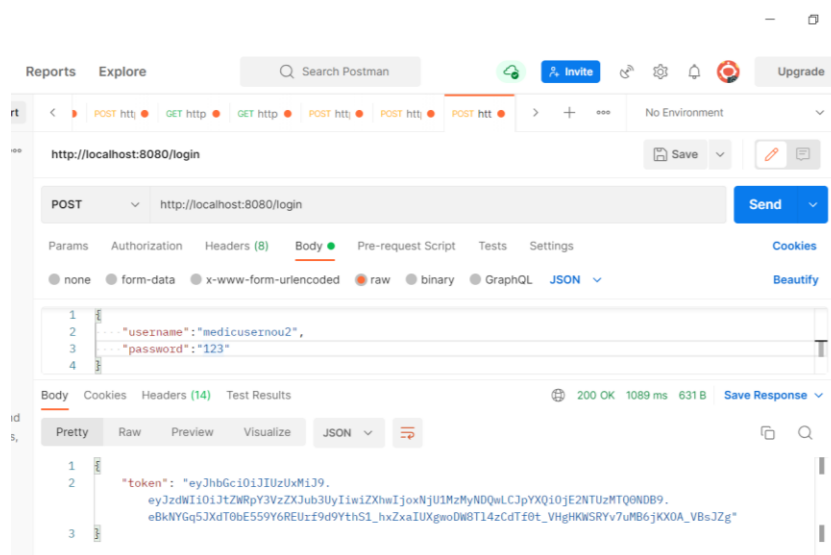 Reports Explore Search Postman Invite Upgrade
rt POST htt GET http GET http POST htt POST htt POST htt No Environment
http://localhost:8080/login Save
POST http://localhost:8080/login Send
Params Authorization Headers (8) Body Pre-request Script Tests Settings Cookies
none form-data x-www-form-urlencoded raw binary GraphQL JSON Beautify
1 {
2 "username":"medicusernou2",
3 "password":"123"
4 }
Body Cookies Headers (14) Test Results 200 OK 1089 ms 631 B Save Response
Pretty Raw Preview Visualize JSON
1 {
2 "token": "eyJhbGciOiJIUzUxMiJ9.
eyJzdWIiOiJtZWRpY3VzZXJub3UyIiwiZXhwIjoxNjU1MzMyNDQwLCJpYXQiOjE2NTUzMTQ0NDB9.
eBkNYGq5JXdT0bE559Y6REUrf9d9YthS1_hxZxaIUXgwoDW8Tl4zCdTf0t_VHgHKWSRYv7uMB6jKXOA_VBsJZg"
3 }